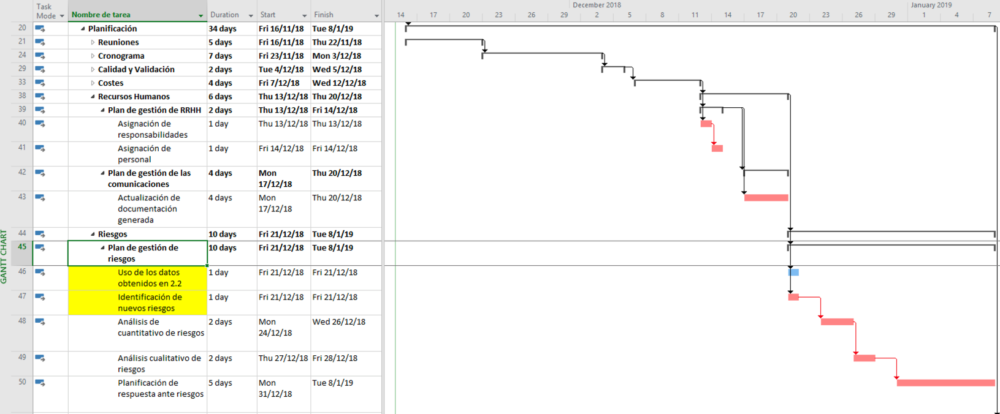 Task Mode
Nombre de tarea
Duration
Start
Finish
December 2018
January 2019
14 17 20 23 26 29 2 5 8 11 14 17 20 23 26 29 1 4 7
20 Planificación 34 days Fri 16/11/18 Tue 8/1/19
21 Reuniones 5 days Fri 16/11/18 Thu 22/11/18
24 Cronograma 7 days Fri 23/11/18 Mon 3/12/18
29 Calidad y Validación 2 days Tue 4/12/18 Wed 5/12/18
33 Costes 4 days Fri 7/12/18 Wed 12/12/18
38 Recursos Humanos 6 days Thu 13/12/18 Thu 20/12/18
39 Plan de gestión de RRHH 2 days Thu 13/12/18 Fri 14/12/18
40 Asignación de 1 day Thu 13/12/18 Thu 13/12/18
responsabilidades
41 Asignación de 1 day Fri 14/12/18 Fri 14/12/18
personal
42 Plan de gestión de las 4 days Mon Thu 20/12/18
comunicaciones 17/12/18
43 Actualización de 4 days Mon Thu 20/12/18
documentación 17/12/18
generada
44 Riesgos 10 days Fri 21/12/18 Tue 8/1/19
45 Plan de gestión de 10 days Fri 21/12/18 Tue 8/1/19
riesgos
46 Uso de los datos 1 day Fri 21/12/18 Fri 21/12/18
obtenidos en 2.2
47 Identificación de 1 day Fri 21/12/18 Fri 21/12/18
nuevos riesgos
48 Análisis de 2 days Mon Wed 26/12/18
cuantitativo de riesgos 24/12/18
49 Análisis cualitativo de 2 days Thu 27/12/18 Fri 28/12/18
riesgos
50 Planificación de 5 days Mon Tue 8/1/19
respuesta ante riesgos 31/12/18
GANTT CHART